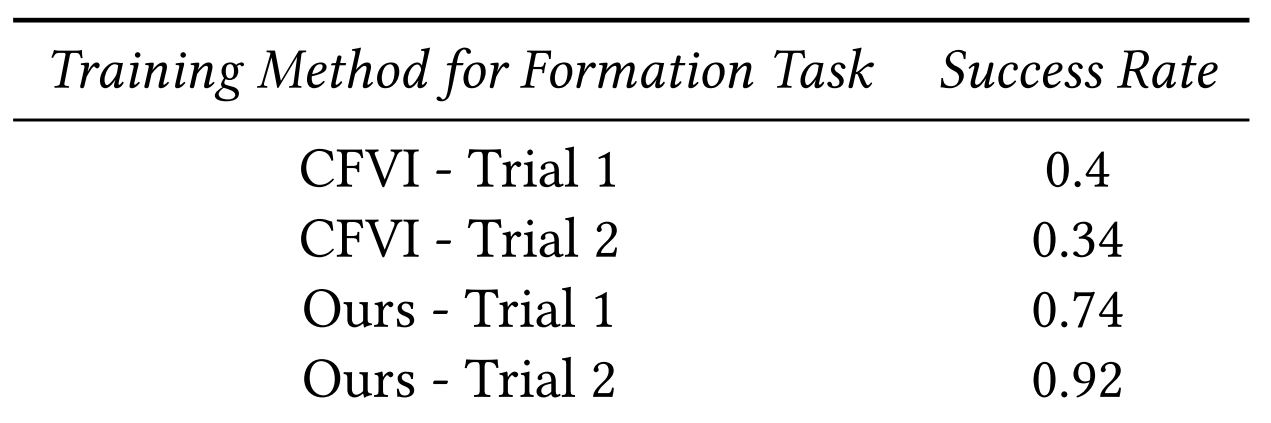 Training Method for Formation Task Success Rate
CFVI - Trial 1 0.4
CFVI - Trial 2 0.34
Ours - Trial 1 0.74
Ours - Trial 2 0.92